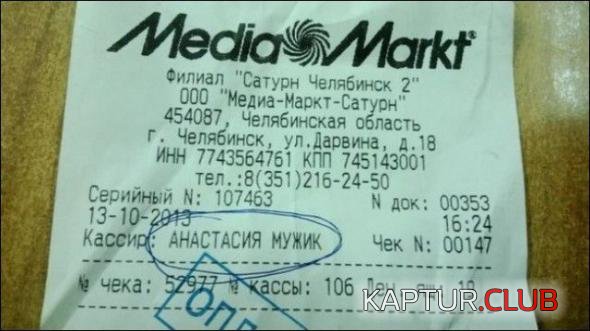 Media Markt
Филиал "Сатурн Челябинск 2"
ООО "Медиа-Маркт-Сатурн"
454087, Челябинская область
г. Челябинск, ул.Дарвина, д.18
ИНН 7743564761 КПП 745143001
тел.:8(351)216-24-50
Серийный N: 107463 N док: 00353
13-10-2013 16:24
Кассир: АНАСТАСИЯ МУЖИК Чек N: 00147
№ чека: 52977 № кассы: 106
KAPTUR.CLUB